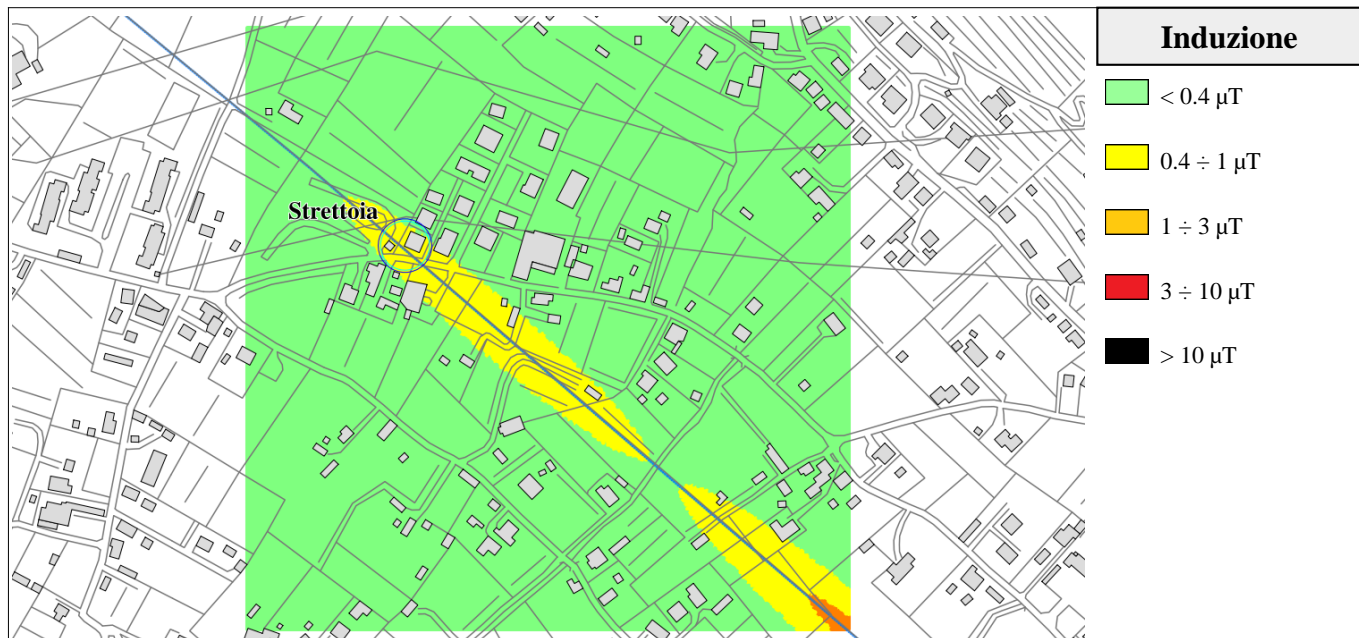 Induzione
< 0.4 µT
0.4 ÷ 1 µT
1 ÷ 3 µT
3 ÷ 10 µT
> 10 µT
Strettoia